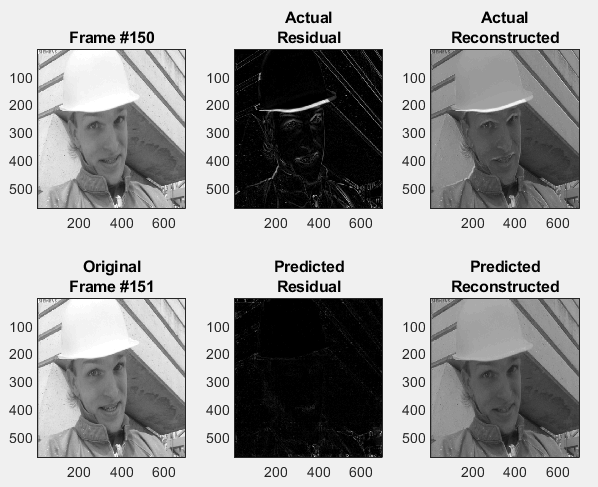 Frame #150
Actual
Residual
Actual
Reconstructed
100
200
300
400
500
200 400 600
200 400 600
200 400 600
Original
Frame #151
Predicted
Residual
Predicted
Reconstructed
100
200
300
400
500
200 400 600
200 400 600
200 400 600